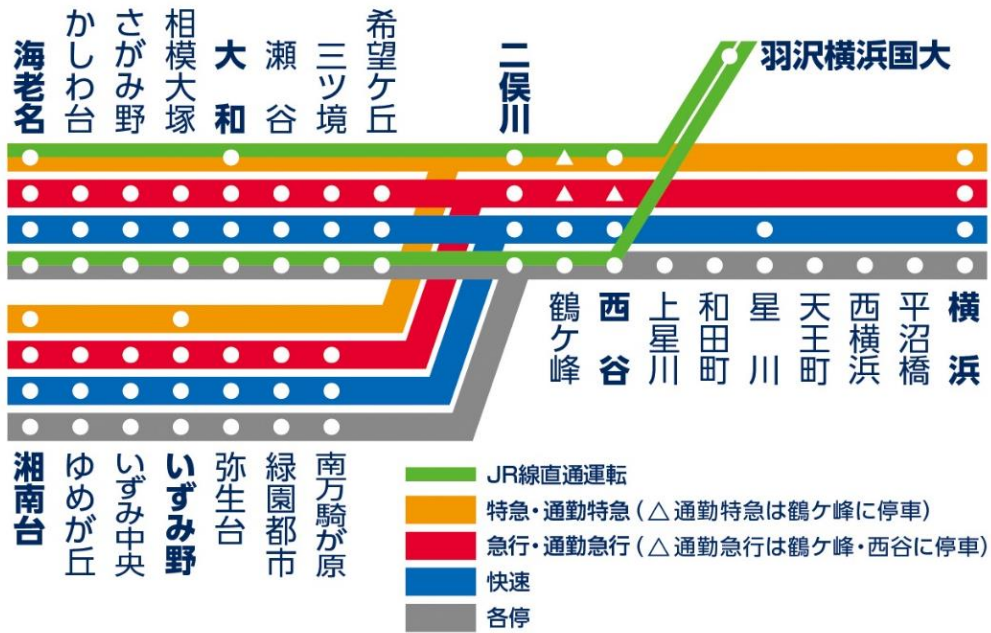 海老名
かしわ台
さがみ野
相模大塚
大和
瀬谷
三ツ境
希望ケ丘
二俣川
羽沢横浜国大
鶴ケ峰
西谷
上星川
和田町
星川
天王町
西横浜
平沼橋
横浜
湘南台
ゆめが丘
いずみ中央
いずみ野
弥生台
緑園都市
南万騎が原
JR線直通運転
特急・通勤特急(△通勤特急は鶴ケ峰に停車)
急行・通勤急行(△通勤急行は鶴ケ峰・西谷に停車)
快速
各停